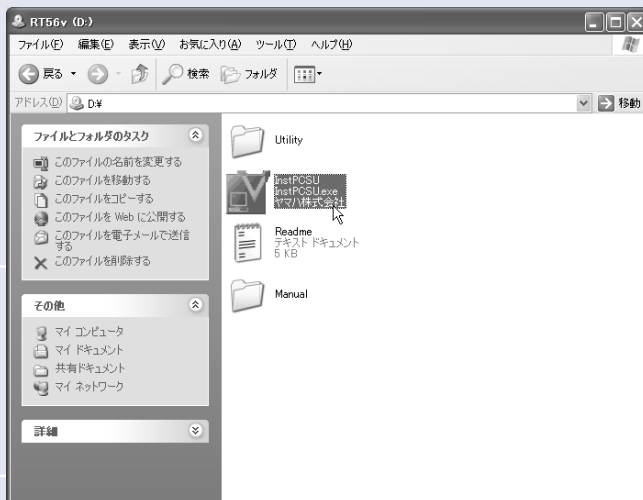 RT56v (D:)
ファイル(F) 編集(E) 表示(V) お気に入り(A) ツール(T) ヘルプ(H)
戻る 検索 フォルダ
アドレス(D) D:¥ 移動
ファイルとフォルダのタスク
このファイルの名前を変更する
このファイルを移動する
このファイルをコピーする
このファイルを Web に公開する
このファイルを電子メールで送信
する
このファイルを削除する
その他
マイ コンピュータ
マイ ドキュメント
共有ドキュメント
マイ ネットワーク
詳細
Utility
InstPCSU
InstPCSU.exe
ヤマハ株式会社
Readme
テキスト ドキュメント
5 KB
Manual